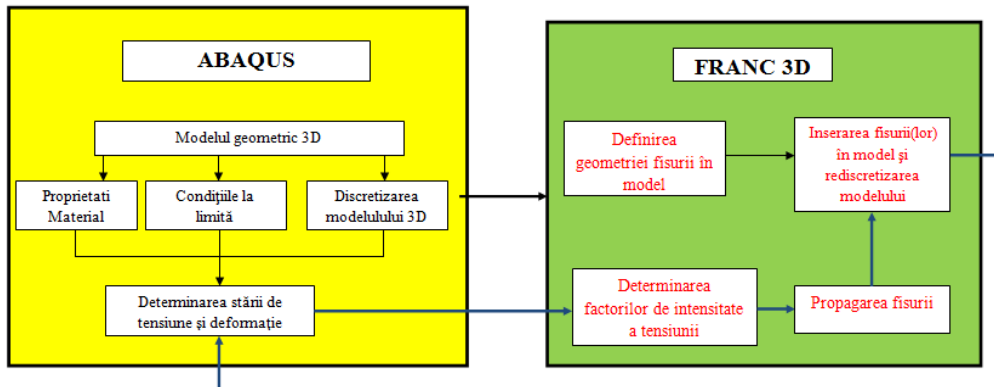 ABAQUS
Modelul geometric 3D
Proprietati
Material
Condiţiile la
limită
Discretizarea
modelulului 3D
Determinarea stării de
tensiune şi deformaţie
FRANC 3D
Definirea
geometriei fisurii în
model
Inserarea fisurii(lor)
în model şi
rediscretizarea
modelului
Determinarea
factorilor de intensitate
a tensiunii
Propagarea fisurii